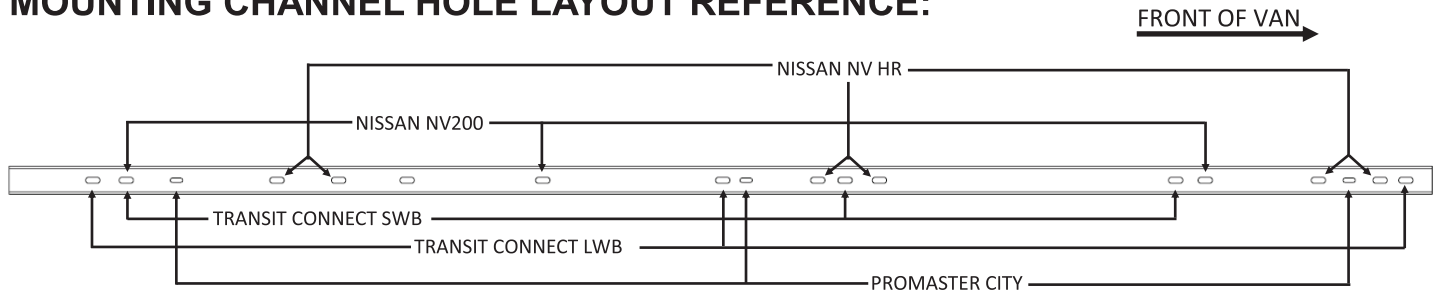 MOUNTING CHANNEL HOLE LAYOUT REFERENCE:
FRONT OF VAN
NISSAN NV HR
NISSAN NV200
TRANSIT CONNECT SWB
TRANSIT CONNECT LWB
PROMASTER CITY